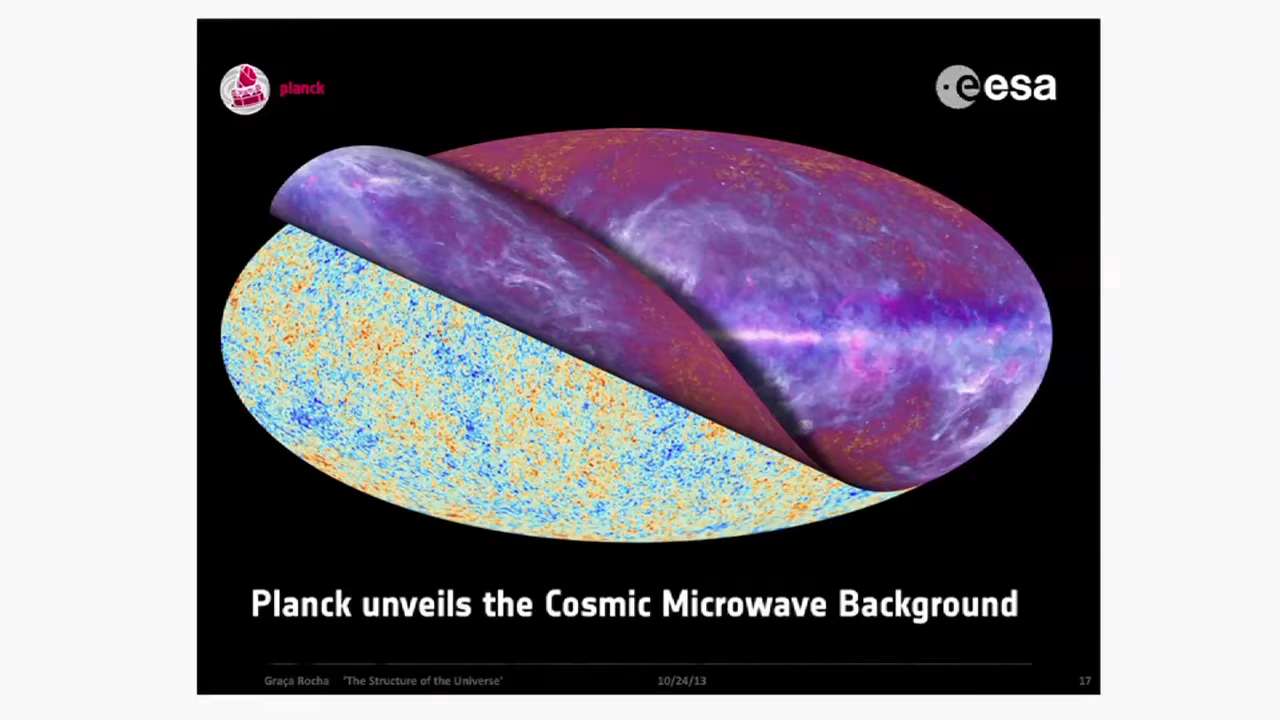 planck
esa
Planck unveils the Cosmic Microwave Background
Graça Rocha 'The Structure of the Universe' 10/24/13 17